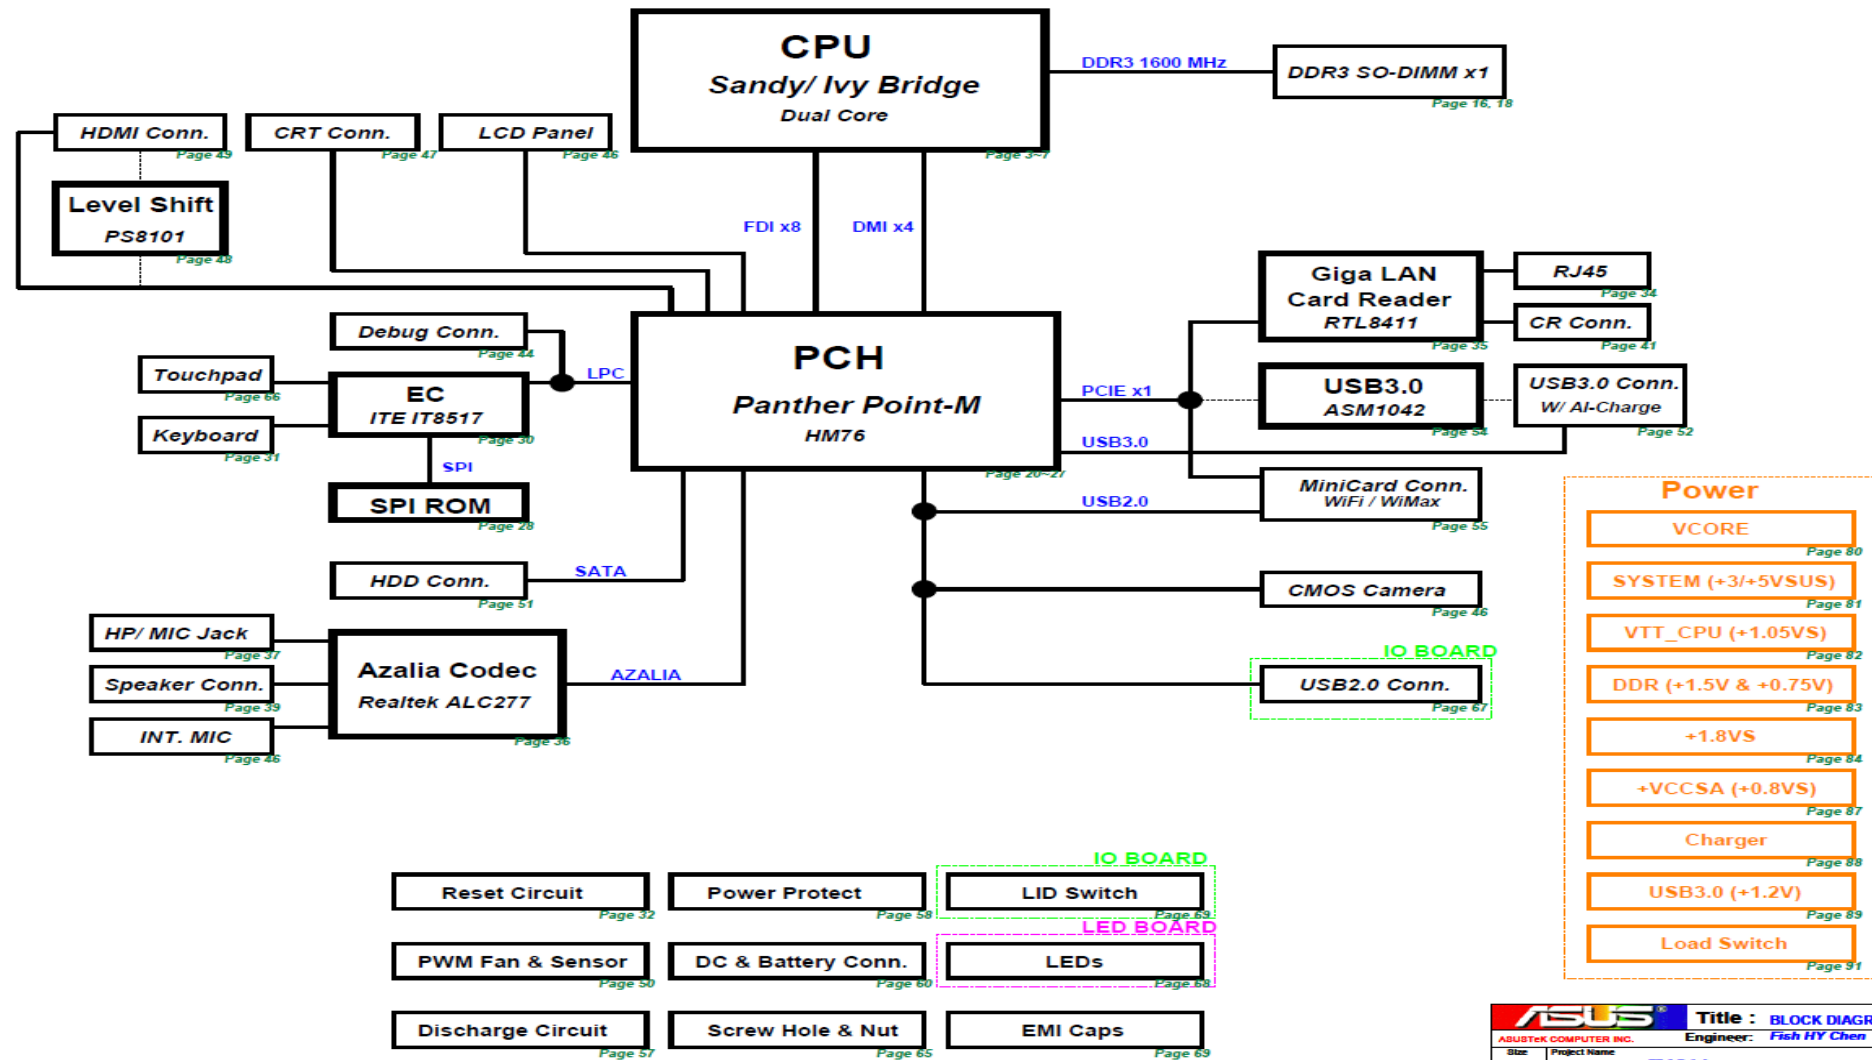 CPU
Sandy/ Ivy Bridge
Dual Core
Page 3~7
DDR3 1600 MHz
DDR3 SO-DIMM x1
Page 16, 18
HDMI Conn.
Page 49
CRT Conn.
Page 47
LCD Panel
Page 46
Level Shift
PS8101
Page 48
FDI x8
DMI x4
Giga LAN
Card Reader
RTL8411
Page 35
RJ45
Page 34
CR Conn.
Page 41
Debug Conn.
Page 44
Touchpad
Page 66
EC
ITE IT8517
Page 30
LPC
Keyboard
Page 31
SPI
SPI ROM
Page 28
PCH
Panther Point-M
HM76
Page 20~27
PCIE x1
USB3.0
ASM1042
Page 54
USB3.0 Conn.
W/ AI-Charge
Page 52
USB3.0
USB2.0
MiniCard Conn.
WiFi / WiMax
Page 55
HDD Conn.
Page 51
SATA
CMOS Camera
Page 46
HP/ MIC Jack
Page 37
Speaker Conn.
Page 39
INT. MIC
Page 46
Azalia Codec
Realtek ALC277
Page 36
AZALIA
IO BOARD
USB2.0 Conn.
Page 67
Power
VCORE
Page 80
SYSTEM (+3/+5VSUS)
Page 81
VTT_CPU (+1.05VS)
Page 82
DDR (+1.5V & +0.75V)
Page 83
+1.8VS
Page 84
+VCCSA (+0.8VS)
Page 87
Charger
Page 88
USB3.0 (+1.2V)
Page 89
Load Switch
Page 91
Reset Circuit
Page 32
Power Protect
Page 58
IO BOARD
LID Switch
Page 69
PWM Fan & Sensor
Page 50
DC & Battery Conn.
Page 60
LED BOARD
LEDs
Page 68
Discharge Circuit
Page 57
Screw Hole & Nut
Page 65
EMI Caps
Page 69
ASUS
ASUSTeK COMPUTER INC.
Title : BLOCK DIAGR
Engineer: Fish HY Chen
Size Project Name